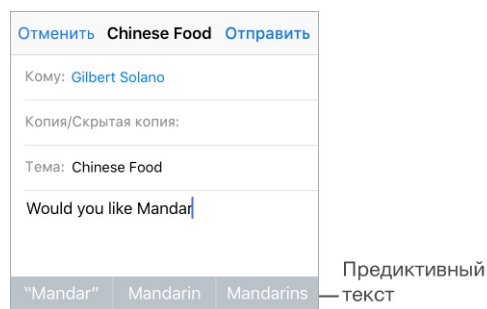 Отменить Chinese Food Отправить
Кому: Gilbert Solano
Копия/Скрытая копия:
Тема: Chinese Food
Would you like Mandar
“Mandar” Mandarin Mandarins
Предиктивный
текст